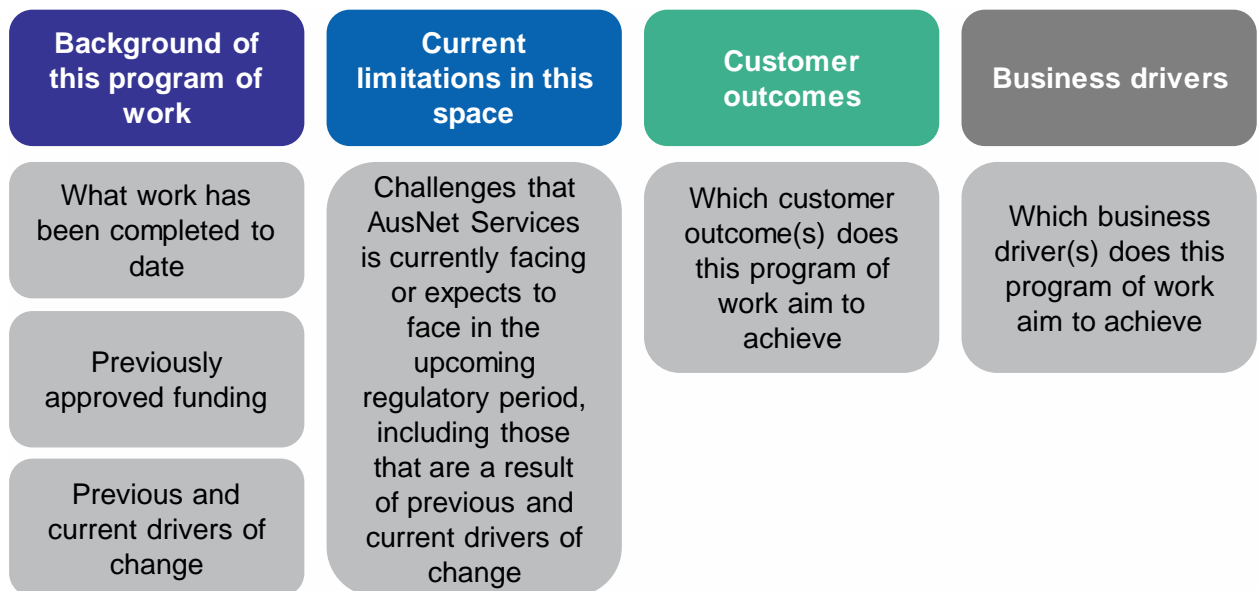 Background of
this program of
work
What work has
been completed to
date
Previously
approved funding
Previous and
current drivers of
change
Current
limitations in this
space
Challenges that
AusNet Services
is currently facing
or expects to
face in the
upcoming
regulatory period,
including those
that are a result
of previous and
current drivers of
change
Customer
outcomes
Which customer
outcome(s) does
this program of
work aim to
achieve
Business drivers
Which business
driver(s) does this
program of work
aim to achieve